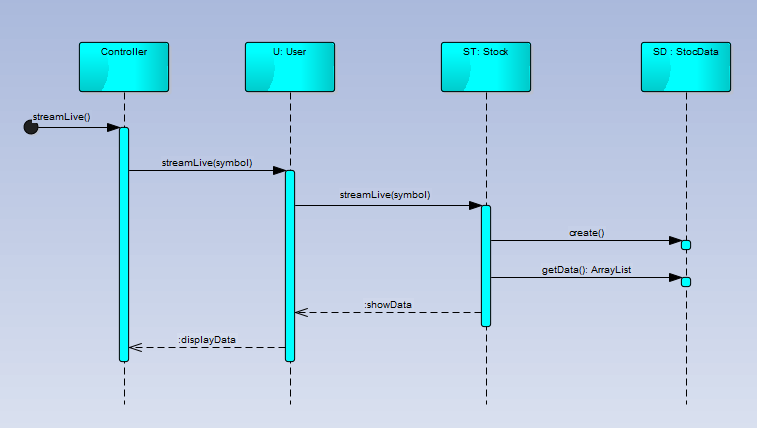 Controller
U: User
ST: Stock
SD : StocData
streamLive()
streamLive(symbol)
streamLive(symbol)
create()
getData(): ArrayList
:showData
:displayData